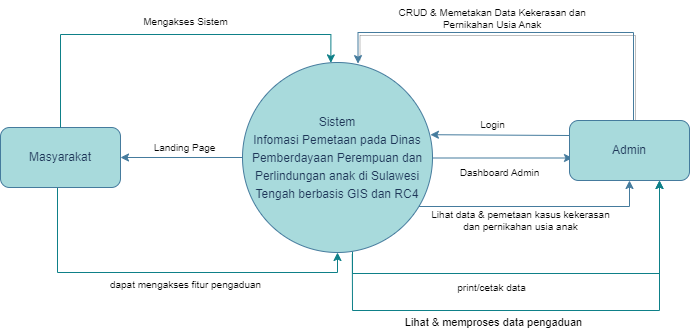 CRUD & Memetakan Data Kekerasan dan
Pernikahan Usia Anak
Mengakses Sistem
Sistem
Infomasi Pemetaan pada Dinas
Pemberdayaan Perempuan dan
Perlindungan anak di Sulawesi
Tengah berbasis GIS dan RC4
Login
Masyarakat
Landing Page
Admin
Dashboard Admin
Lihat data & pemetaan kasus kekerasan
dan pernikahan usia anak
dapat mengakses fitur pengaduan
print/cetak data
Lihat & memproses data pengaduan